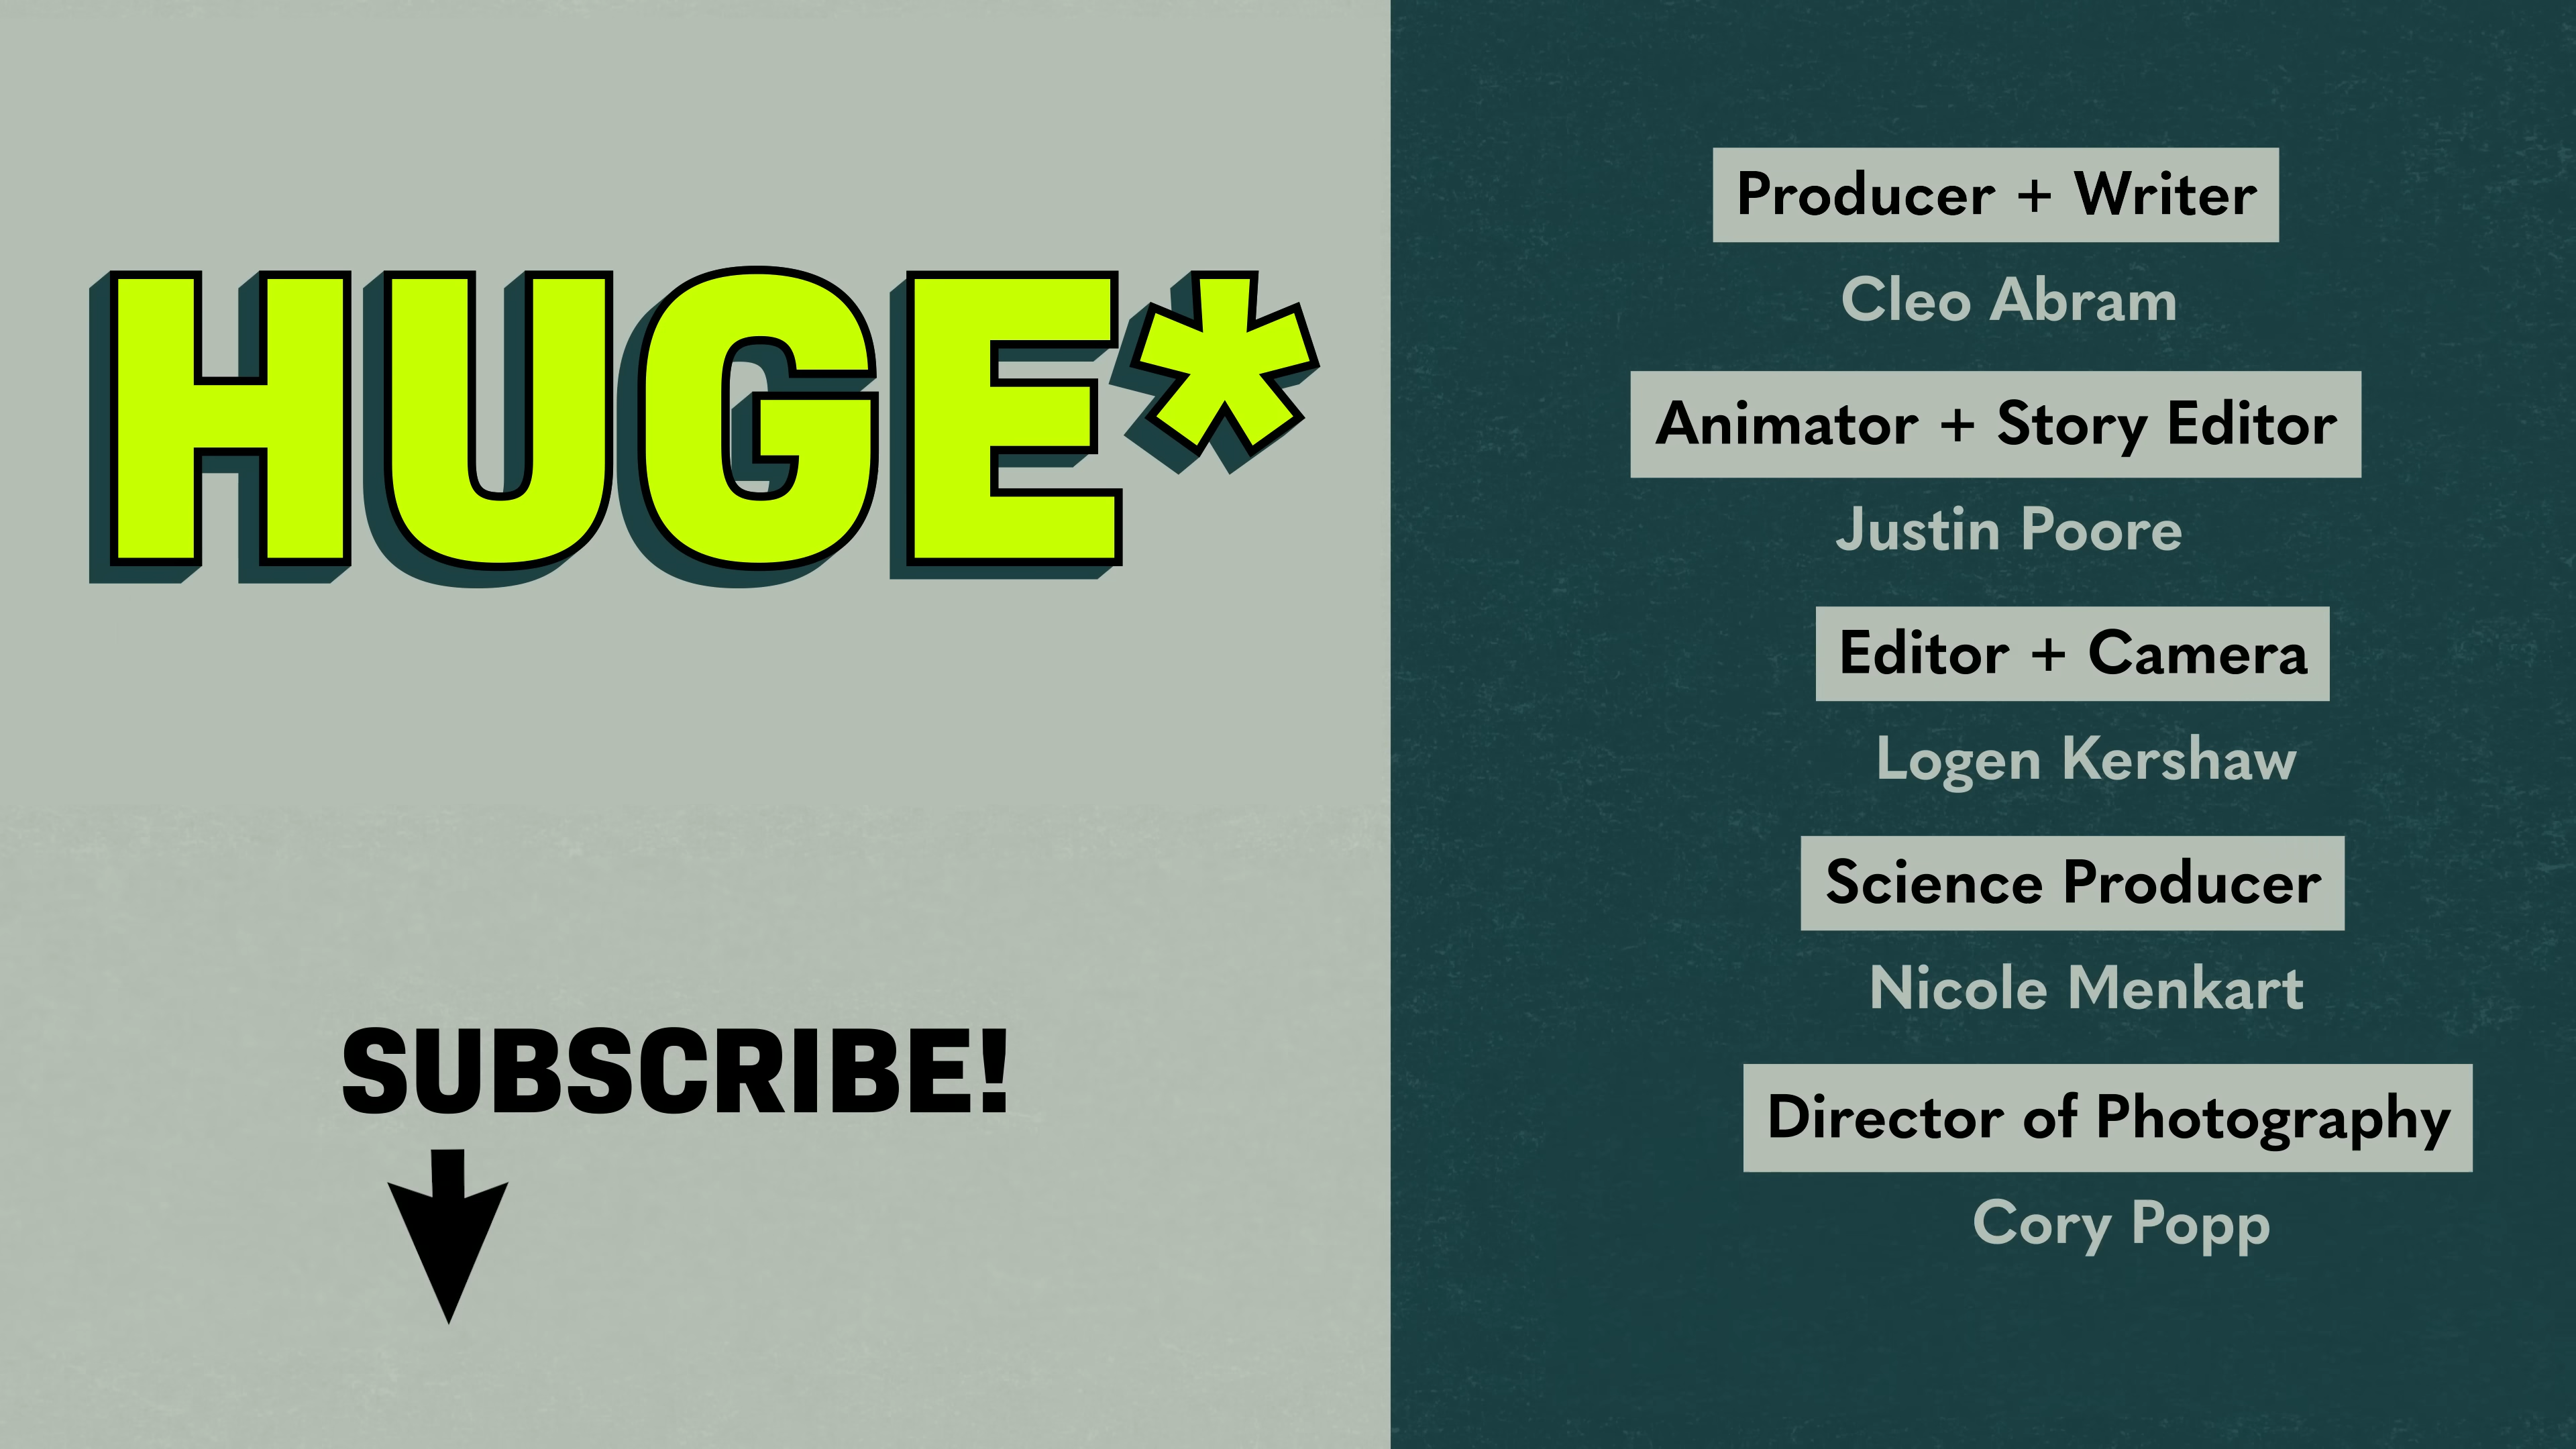 HUGE*
SUBSCRIBE!
Producer + Writer
Cleo Abram
Animator + Story Editor
Justin Poore
Editor + Camera
Logen Kershaw
Science Producer
Nicole Menkart
Director of Photography
Cory Popp